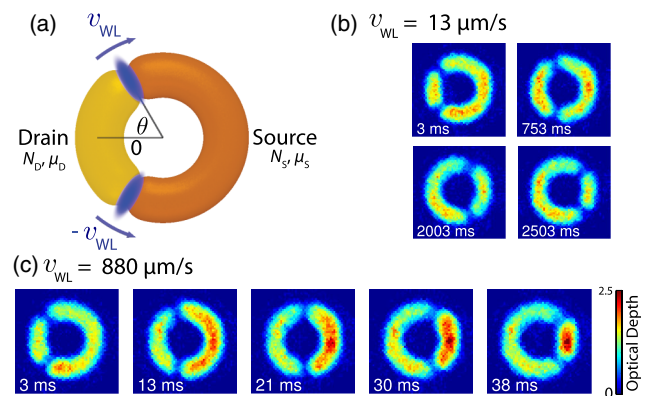 (a)
v_WL
Drain
N_D, μ_D
θ
0
Source
N_S, μ_S
- v_WL
(b) v_WL = 13 μm/s
3 ms
753 ms
2003 ms
2503 ms
(c) v_WL = 880 μm/s
3 ms
13 ms
21 ms
30 ms
38 ms
2.5
Optical Depth
0